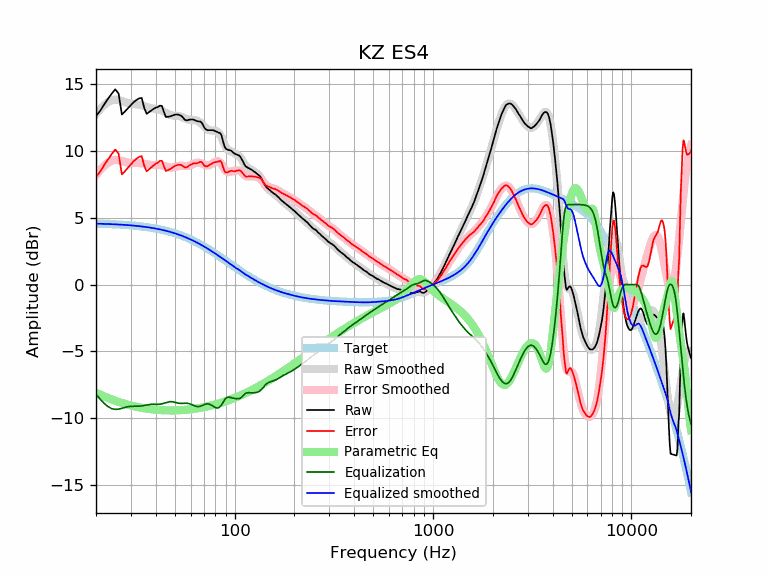 KZ ES4
15
10
5
0
−5
−10
−15
Amplitude (dBr)
Target
Raw Smoothed
Error Smoothed
Raw
Error
Parametric Eq
Equalization
Equalized smoothed
100
1000
10000
Frequency (Hz)